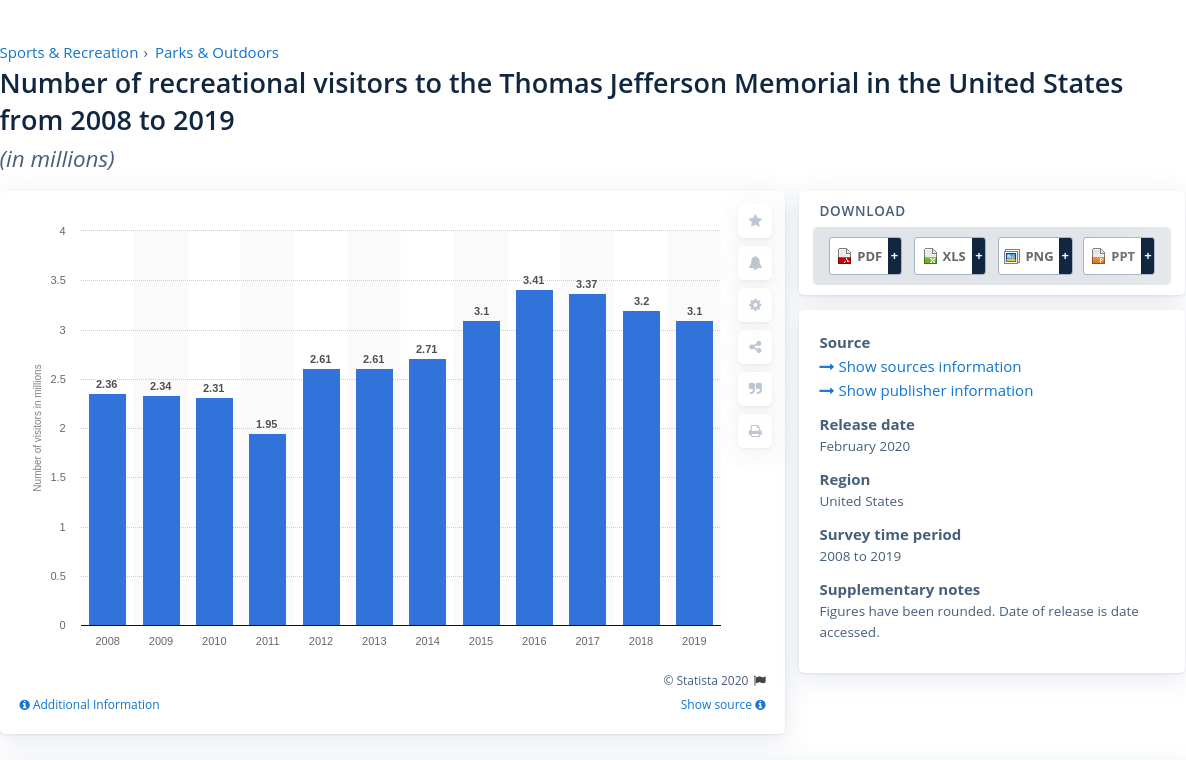 Sports & Recreation › Parks & Outdoors
Number of recreational visitors to the Thomas Jefferson Memorial in the United States
from 2008 to 2019
(in millions)
4
3.5
3
2.5
2
1.5
1
0.5
0
Number of visitors in millions
2.36
2.34
2.31
1.95
2.61
2.61
2.71
3.1
3.41
3.37
3.2
3.1
2008 2009 2010 2011 2012 2013 2014 2015 2016 2017 2018 2019
© Statista 2020
Additional Information
Show source
DOWNLOAD
PDF + XLS + PNG + PPT +
Source
Show sources information
Show publisher information
Release date
February 2020
Region
United States
Survey time period
2008 to 2019
Supplementary notes
Figures have been rounded. Date of release is date
accessed.